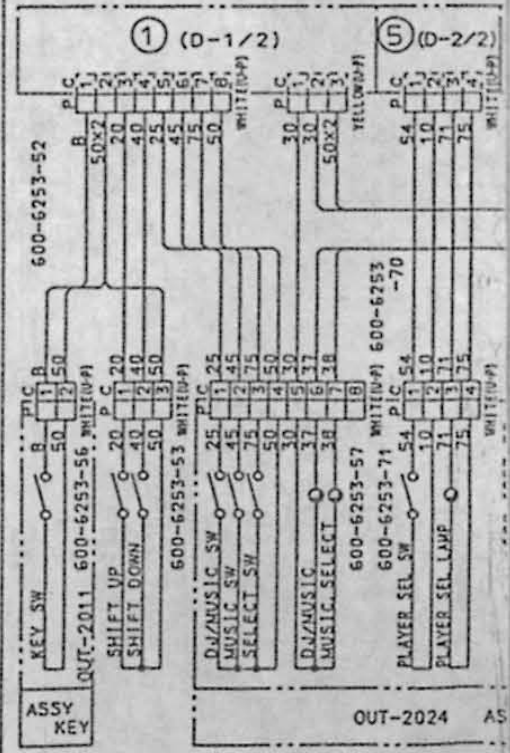 ① (D-1/2)
⑤ (D-2/2)
P C
1
2
3
4
5
6
7
8
WHITE(U-P)
P C
1
2
3
YELLOW(U-P)
P C
1
2
3
4
WHITE(U-P)
B
50X2
20
40
25
45
75
50
30
30
50X2
54
10
71
75
600-6253-52
600-6253
-70
B
50
20
40
50
25
45
75
50
30
37
38
54
10
71
75
P C
1
2
WHITE(U-P)
P C
1
2
3
WHITE(U-P)
P C
1
2
3
4
5
6
7
8
WHITE(U-P)
P C
1
2
3
4
WHITE(U-P)
B
50
20
40
50
25
45
75
50
30
37
38
54
10
71
75
600-6253-56
600-6253-53
600-6253-57
600-6253-71
KEY SW
OUT-2011
SHIFT UP
SHIFT DOWN
DJ/MUSIC SW
MUSIC SW
SELECT SW
DJ/MUSIC
MUSIC SELECT
PLAYER SEL SW
PLAYER SEL LAMP
ASSY
KEY
OUT-2024
AS